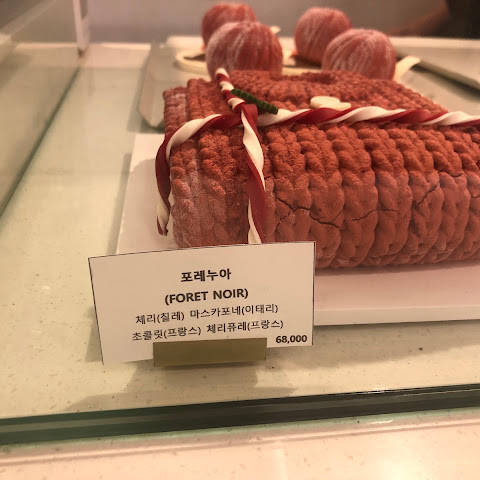 포레누아
(FORET NOIR)
체리(칠레) 마스카포네(이태리)
초콜릿(프랑스) 체리퓨레(프랑스)
68,000